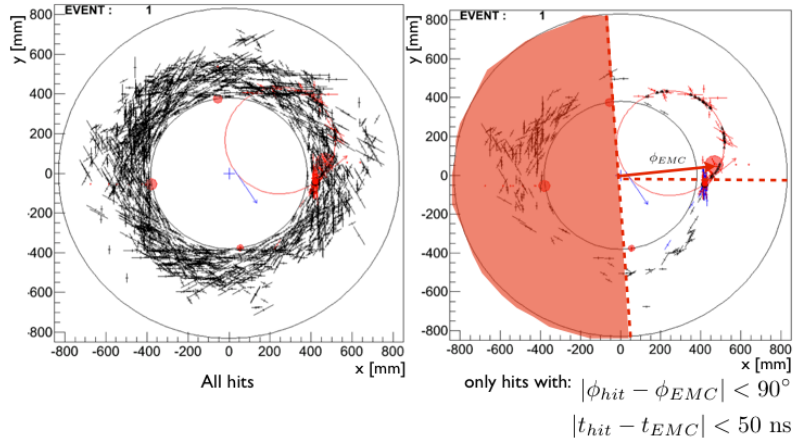 EVENT : 1
EVENT : 1
y [mm]
y [mm]
800
600
400
200
0
-200
-400
-600
-800
800
600
400
200
0
-200
-400
-600
-800
ϕ_EMC
-800 -600 -400 -200 0 200 400 600 800
-800 -600 -400 -200 0 200 400 600 800
x [mm]
x [mm]
All hits
only hits with: |ϕ_hit − ϕ_EMC| < 90°
|t_hit − t_EMC| < 50 ns